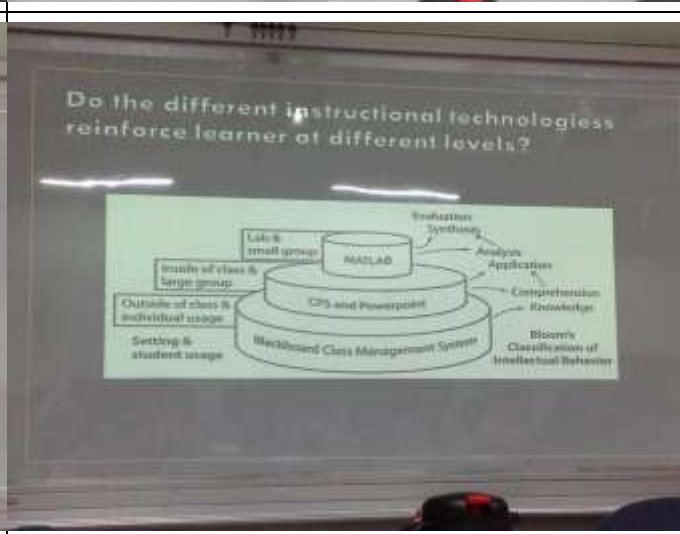 Do the different instructional technologiess
reinforce learner at different levels?
Evaluation
Synthesis
Lab &
small group
MATLAB
Analysis
Application
Inside of class &
large group
CPS and Powerpoint
Comprehension
Knowledge
Outside of class &
individual usage
Blackboard Class Management System
Setting &
student usage
Bloom's
Classification of
Intellectual Behavior